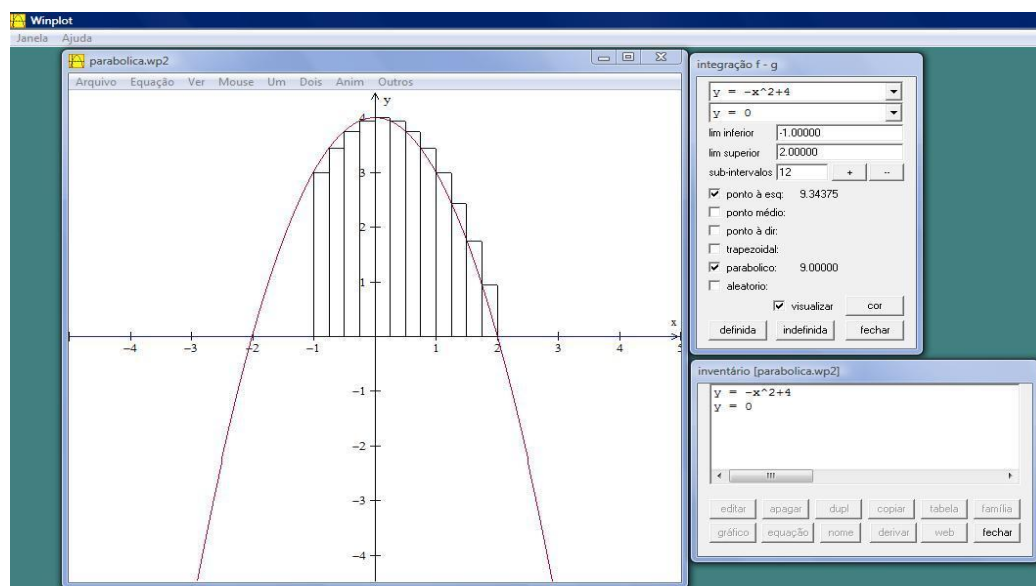 Winplot
Janela Ajuda
parabolica.wp2
Arquivo Equação Ver Mouse Um Dois Anim Outros
y
4
3
2
1
x
-4 -3 -2 -1 1 2 3 4 5
-1
-2
-3
-4
integração f - g
y = -x^2+4
y = 0
lim inferior -1.00000
lim superior 2.00000
sub-intervalos 12 + --
ponto à esq: 9.34375
ponto médio:
ponto à dir:
trapezoidal:
parabolico: 9.00000
aleatorio:
visualizar cor
definida indefinida fechar
inventário [parabolica.wp2]
y = -x^2+4
y = 0
editar apagar dupl copiar tabela família
gráfico equação nome derivar web fechar